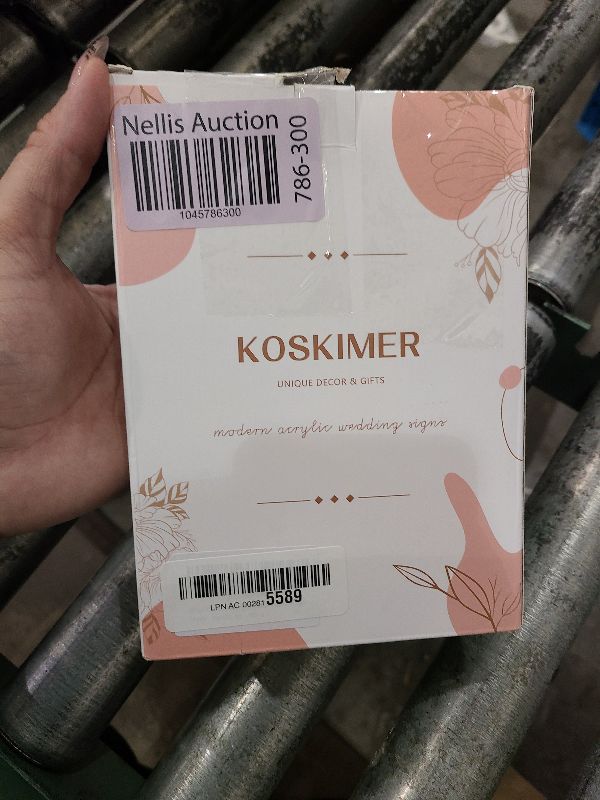 Nellis Auction
786-300
1045786300
KOSKIMER
UNIQUE DECOR & GIFTS
modern acrylic wedding signs
LPN AC 00281 5589